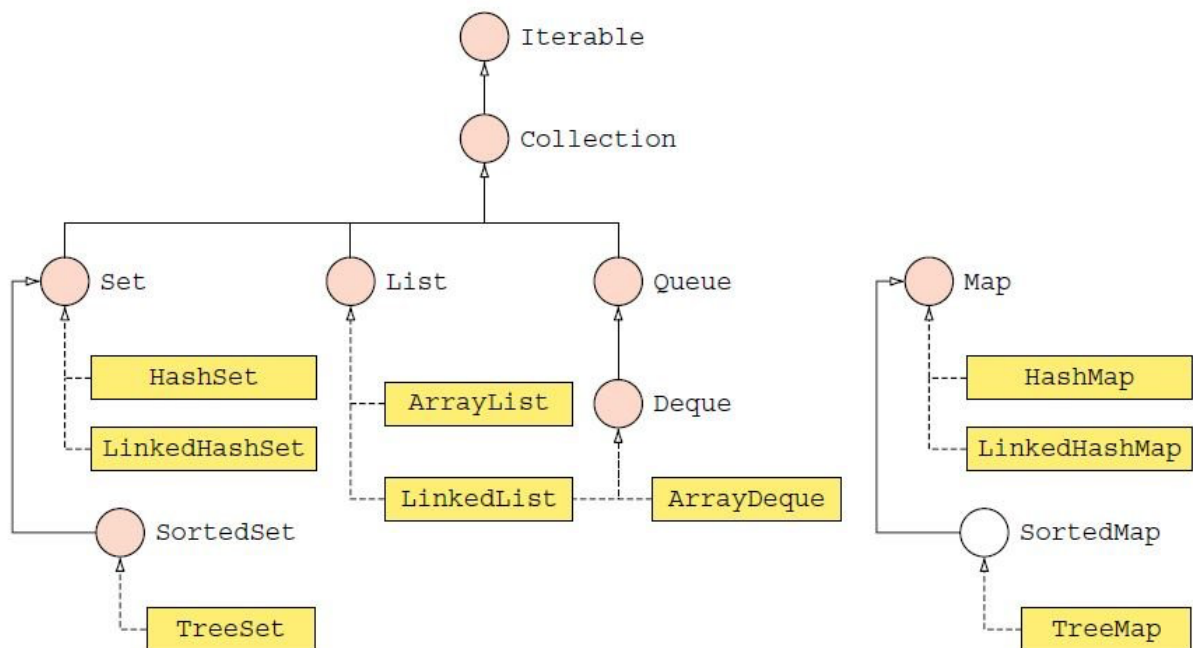 Iterable
Collection
Set
List
Queue
Map
HashSet
HashMap
ArrayList
Deque
LinkedHashSet
LinkedHashMap
LinkedList
ArrayDeque
SortedSet
SortedMap
TreeSet
TreeMap